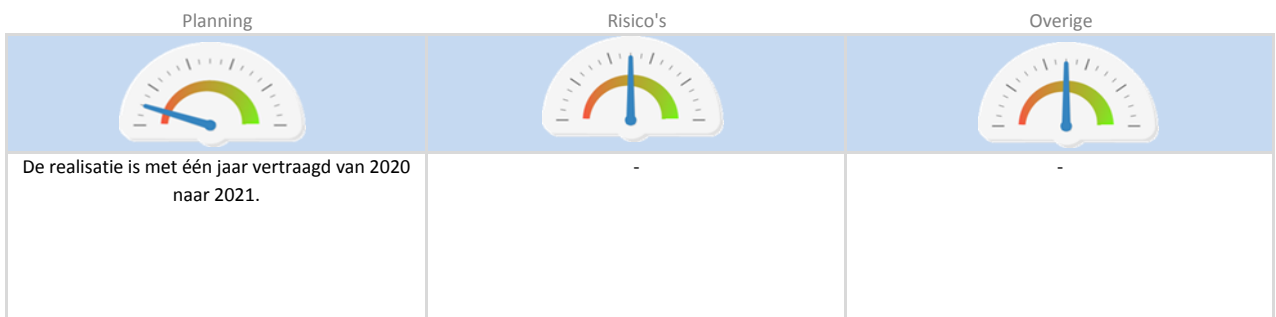 Planning
Risico's
Overige
De realisatie is met één jaar vertraagd van 2020
naar 2021.
-
-